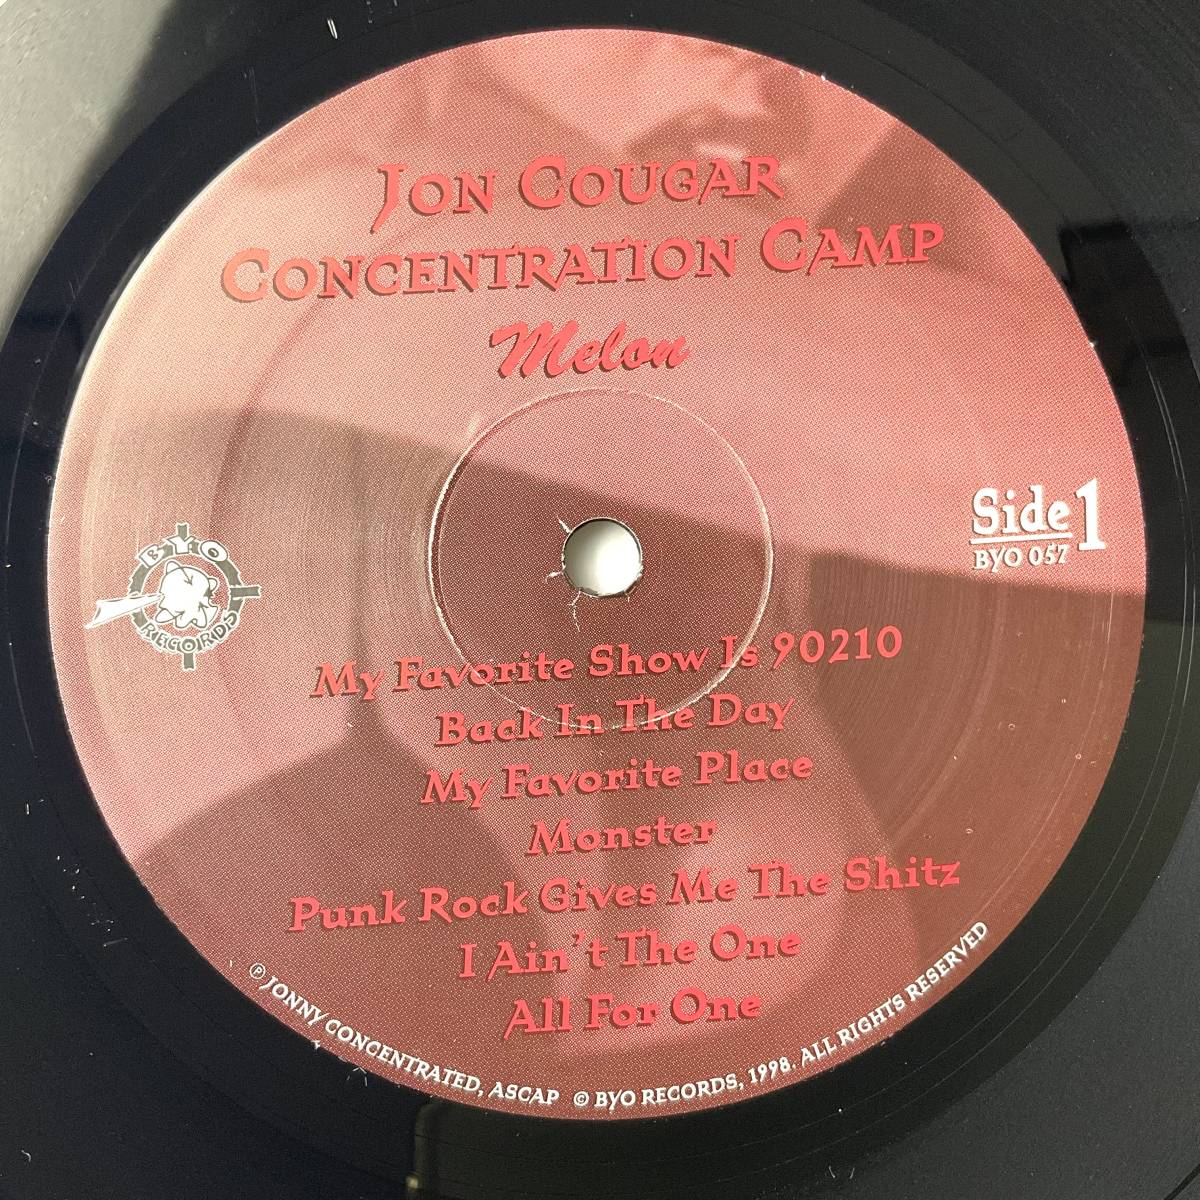 Jon Cougar
Concentration Camp
Melon
Side 1
BYO 057
BYO
RECORDS
My Favorite Show Is 90210
Back In The Day
My Favorite Place
Monster
Punk Rock Gives Me The Shitz
I Ain't The One
All For One
Ⓟ JONNY CONCENTRATED, ASCAP © BYO RECORDS, 1998. ALL RIGHTS RESERVED